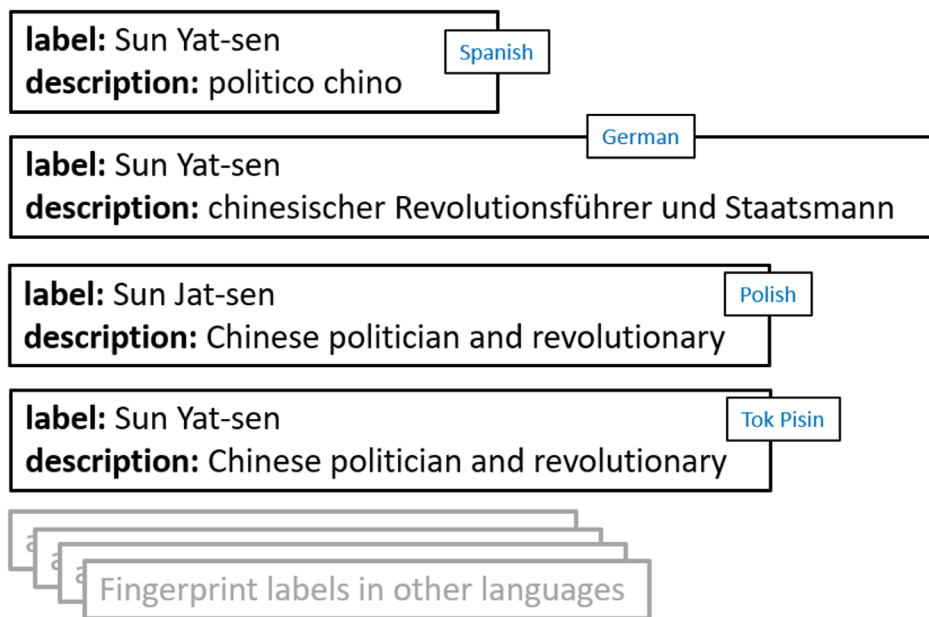 label: Sun Yat-sen
Spanish
description: politico chino
German
label: Sun Yat-sen
description: chinesischer Revolutionsführer und Staatsmann
label: Sun Jat-sen
Polish
description: Chinese politician and revolutionary
label: Sun Yat-sen
Tok Pisin
description: Chinese politician and revolutionary
Fingerprint labels in other languages